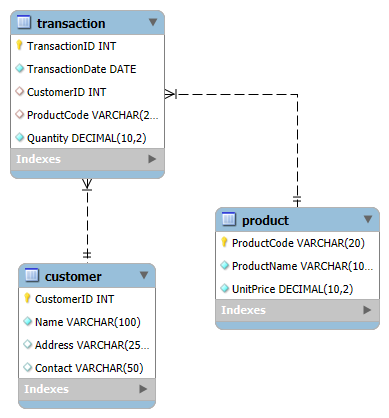 transaction
TransactionID INT
TransactionDate DATE
CustomerID INT
ProductCode VARCHAR(2...
Quantity DECIMAL(10,2)
Indexes
product
ProductCode VARCHAR(20)
ProductName VARCHAR(10...
UnitPrice DECIMAL(10,2)
Indexes
customer
CustomerID INT
Name VARCHAR(100)
Address VARCHAR(25...
Contact VARCHAR(50)
Indexes